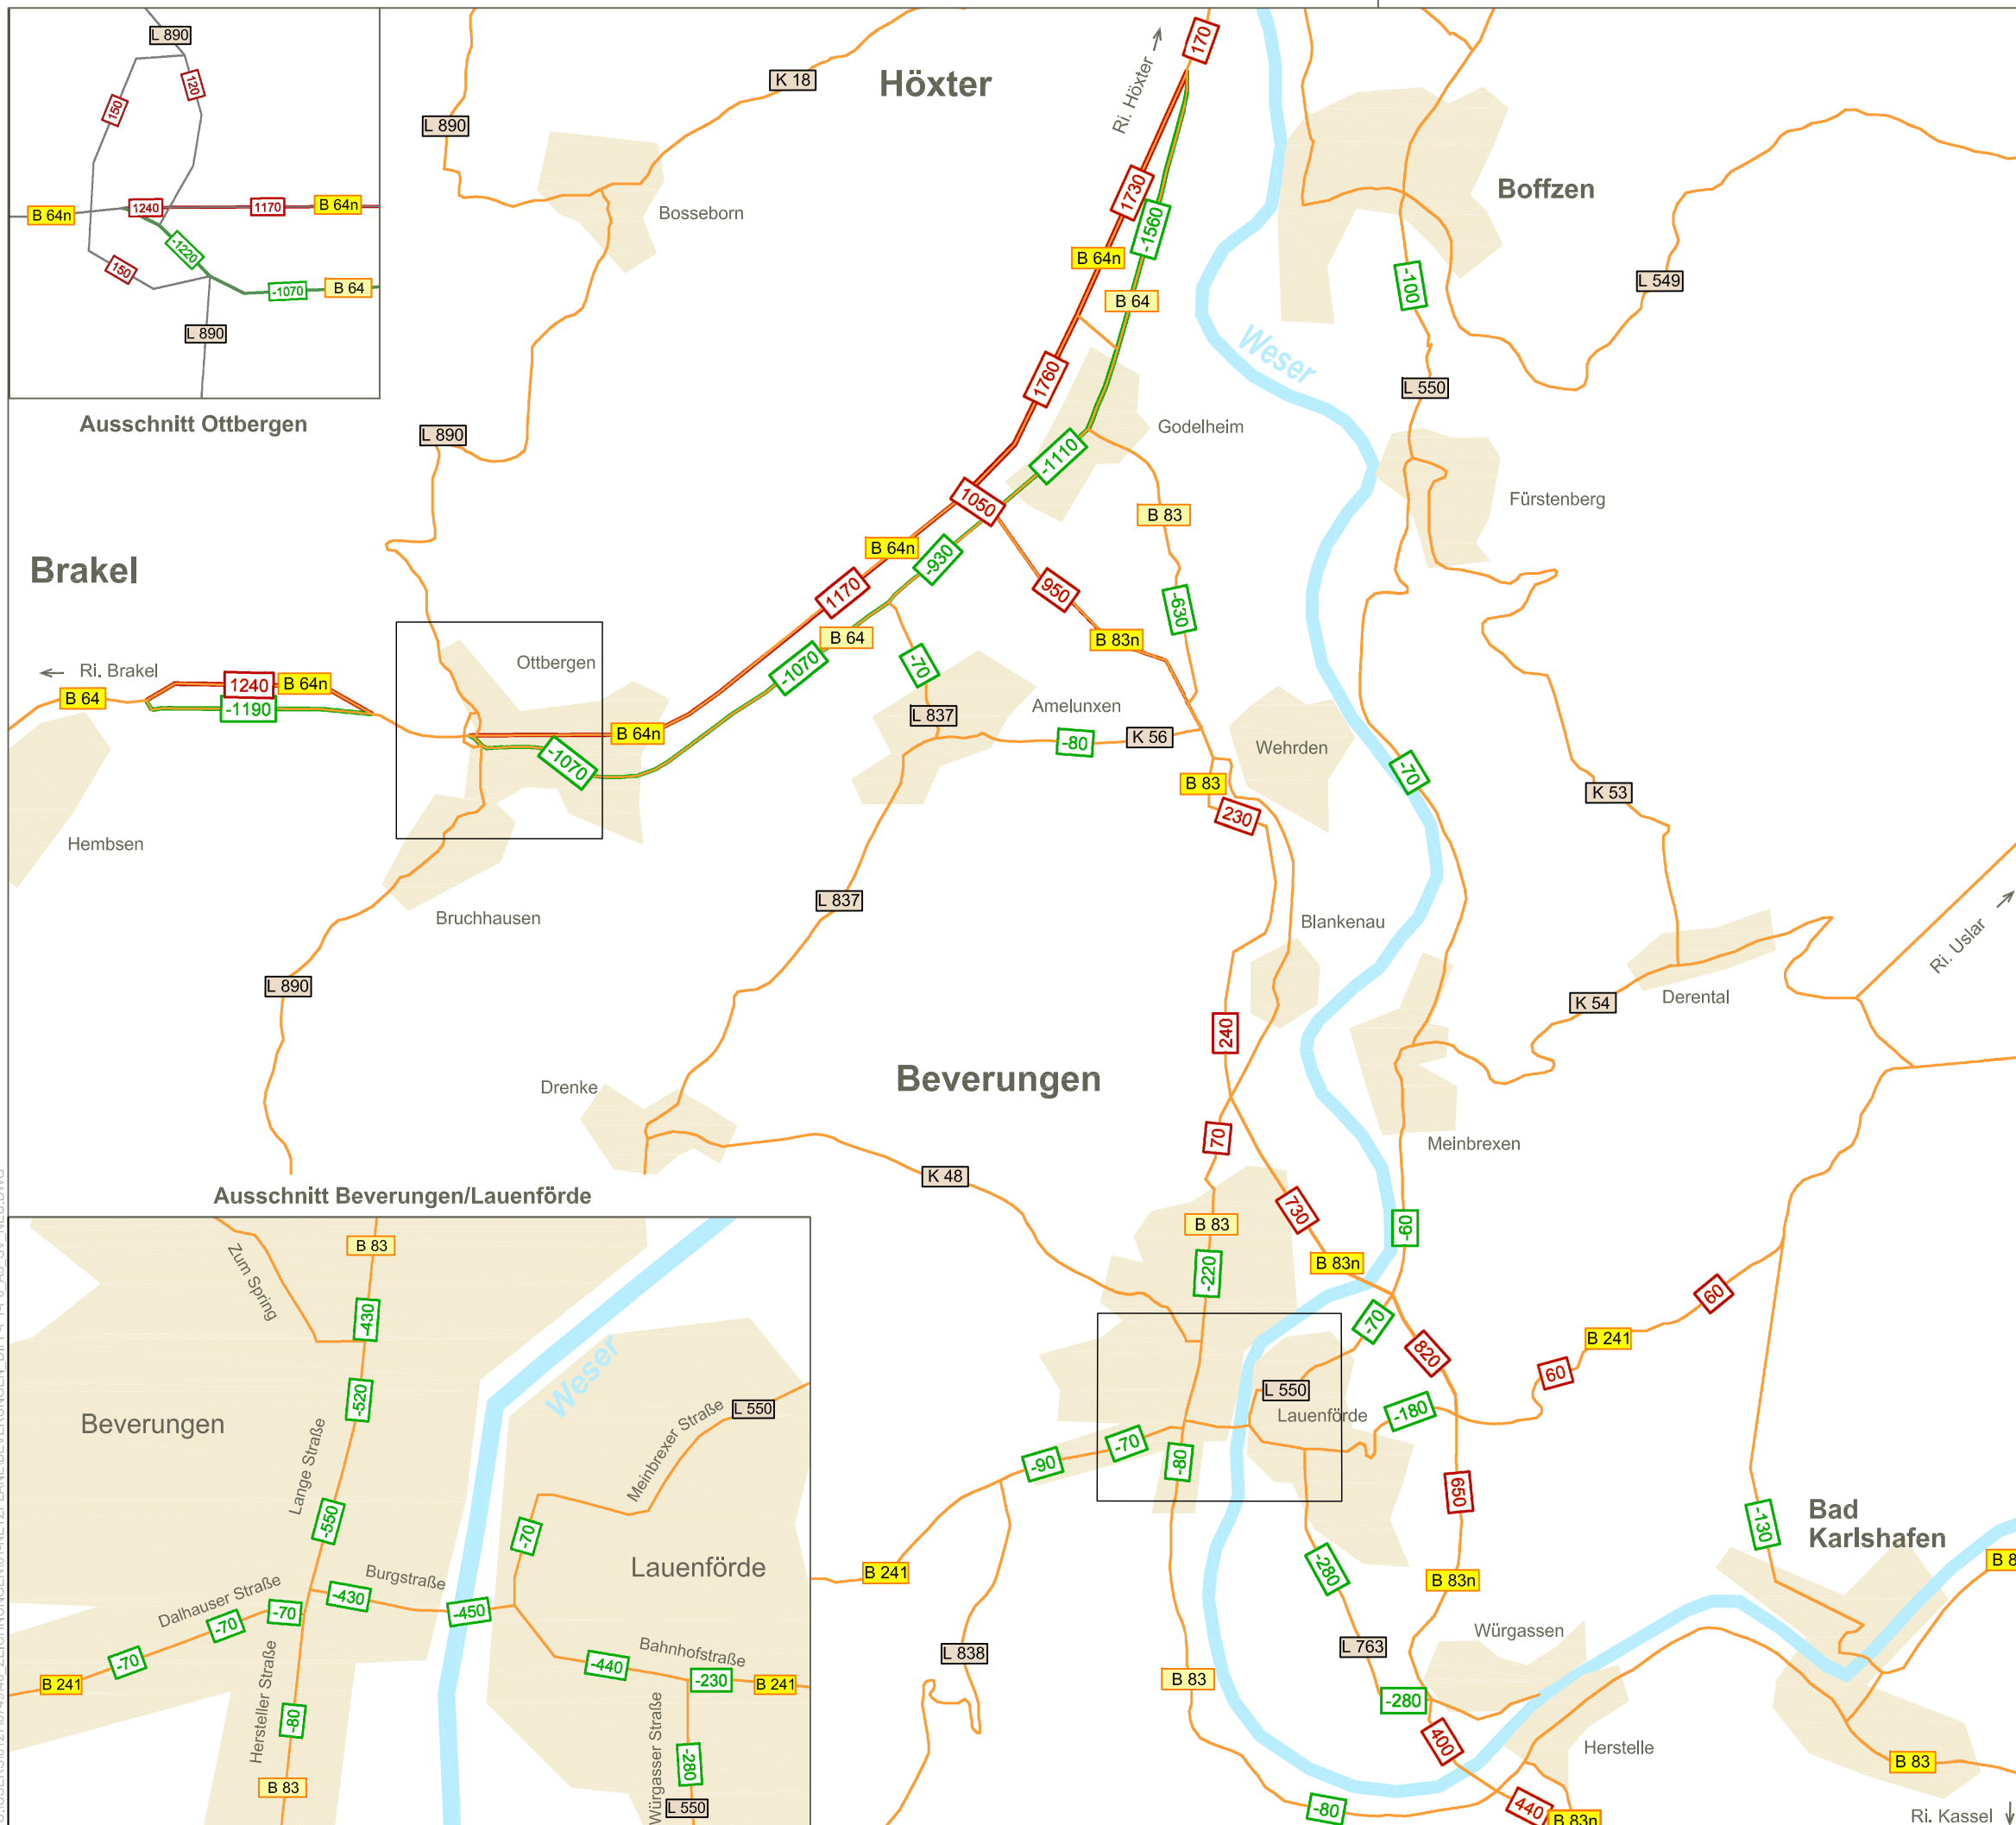 L 890
120
150
1240
1170
B 64n
B 64n
-1220
150
-1070
B 64
L 890
Ausschnitt Ottbergen
Höxter
Ri. Höxter
170
K 18
L 890
Bosseborn
Boffzen
1730
-1560
B 64n
B 64
-100
L 549
Weser
1760
L 550
L 890
Godelheim
-1110
1050
Fürstenberg
B 83
Brakel
B 64n
-930
1170
950
-630
B 64
B 83n
Ottbergen
Ri. Brakel
-1070
-70
B 64
1240
B 64n
-1190
Amelunxen
L 837
B 64n
-80
K 56
Wehrden
-1070
-70
B 83
K 53
230
Hembsen
L 837
Bruchhausen
Blankenau
Ri. Uslar
L 890
K 54
Derental
240
Beverungen
Drenke
70
Meinbrexen
K 48
Ausschnitt Beverungen/Lauenförde
730
B 83
-60
B 83
Zum Spring
-220
B 83n
60
-430
-70
B 241
820
60
Weser
-520
L 550
Beverungen
Lange Straße
Meinbrexer Straße
L 550
Lauenförde
-180
-70
-80
-90
650
Bad
Karlshafen
-550
-70
-130
Lauenförde
Burgstraße
-280
B 241
B 83n
B 8
Dalhauser Straße
-430
-450
-70
-70
-70
Würgassen
Bahnhofstraße
L 838
L 763
-440
-230
B 241
B 241
B 83
-280
Hersteller Straße
-80
Würgasser Straße
-280
400
Herstelle
B 83
B 83
L 550
-80
440
B 83n
Ri. Kassel